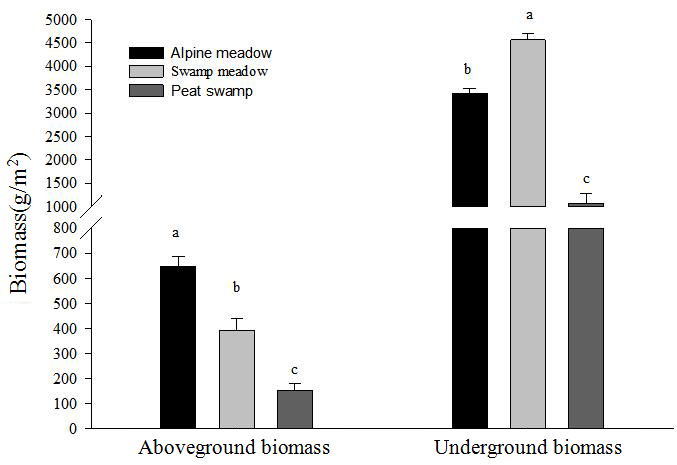 5000
4500
4000
3500
3000
2500
2000
1500
1000
800
700
600
500
400
300
200
100
0
Biomass(g/m²)
Alpine meadow
Swamp meadow
Peat swamp
a
b
c
b
a
c
Aboveground biomass
Underground biomass